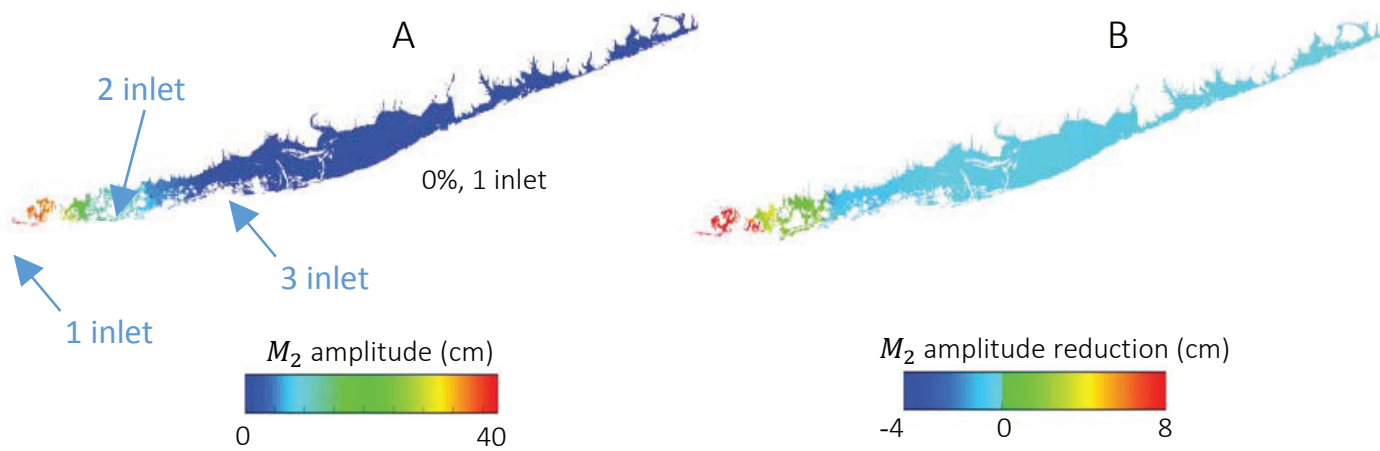 A
B
2 inlet
0%, 1 inlet
3 inlet
1 inlet
M₂ amplitude (cm)
0 40
M₂ amplitude reduction (cm)
-4 0 8